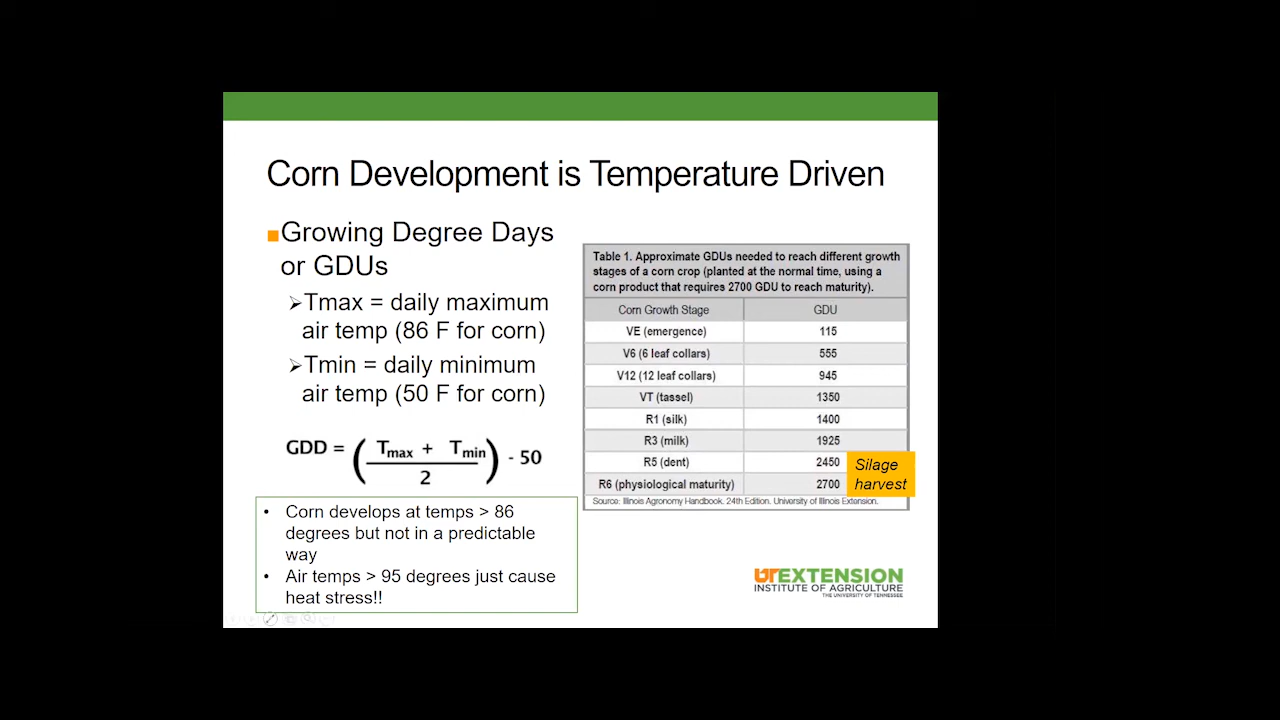 Corn Development is Temperature Driven
Growing Degree Days
or GDUs
Tmax = daily maximum
air temp (86 F for corn)
Tmin = daily minimum
air temp (50 F for corn)
GDD = ( Tmax + Tmin / 2 ) - 50
• Corn develops at temps > 86
degrees but not in a predictable
way
• Air temps > 95 degrees just cause
heat stress!!
Table 1. Approximate GDUs needed to reach different growth
stages of a corn crop (planted at the normal time, using a
corn product that requires 2700 GDU to reach maturity).
Corn Growth Stage GDU
VE (emergence) 115
V6 (6 leaf collars) 555
V12 (12 leaf collars) 945
VT (tassel) 1350
R1 (silk) 1400
R3 (milk) 1925
R5 (dent) 2450
R6 (physiological maturity) 2700
Silage
harvest
Source: Illinois Agronomy Handbook. 24th Edition. University of Illinois Extension.
UT EXTENSION
INSTITUTE OF AGRICULTURE
THE UNIVERSITY OF TENNESSEE